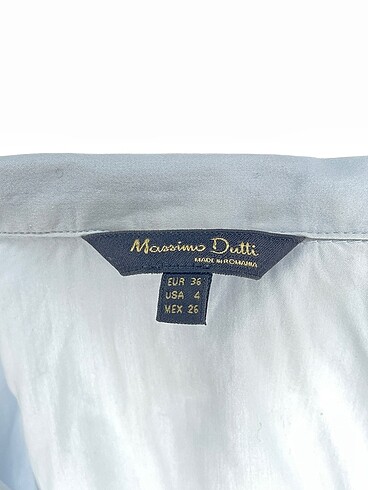 Massimo Dutti
MADE IN ROMANIA
EUR 36
USA 4
MEX 26